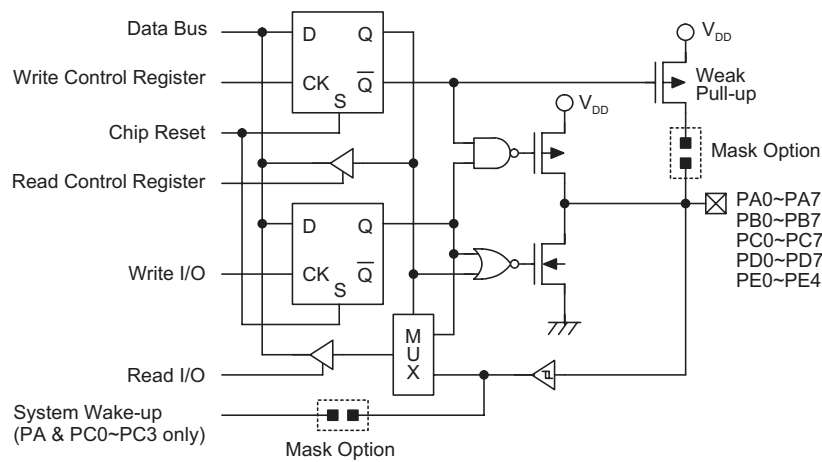 Data Bus
Write Control Register
Chip Reset
Read Control Register
Write I/O
Read I/O
System Wake-up
(PA & PC0~PC3 only)
D Q
CK Q
S
D Q
CK Q
S
M
U
X
Mask Option
VDD
VDD
Weak
Pull-up
Mask Option
PA0~PA7
PB0~PB7
PC0~PC7
PD0~PD7
PE0~PE4